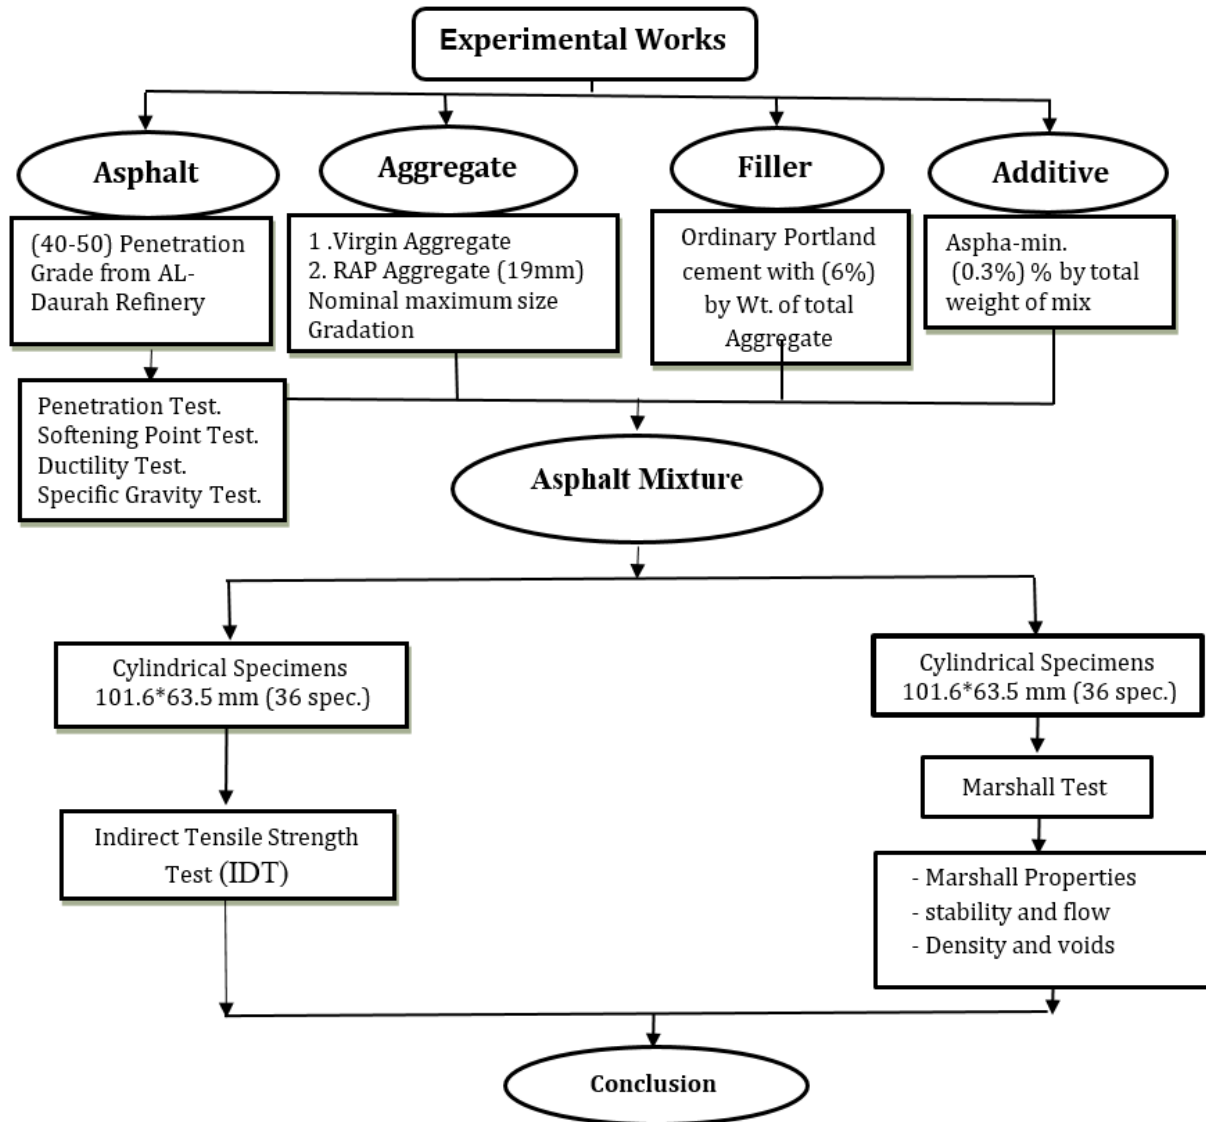 Experimental Works
Asphalt
Aggregate
Filler
Additive
(40-50) Penetration
Grade from AL-
Daurah Refinery
1 .Virgin Aggregate
2. RAP Aggregate (19mm)
Nominal maximum size
Gradation
Ordinary Portland
cement with (6%)
by Wt. of total
Aggregate
Aspha-min.
(0.3%) % by total
weight of mix
Penetration Test.
Softening Point Test.
Ductility Test.
Specific Gravity Test.
Asphalt Mixture
Cylindrical Specimens
101.6*63.5 mm (36 spec.)
Indirect Tensile Strength
Test (IDT)
Cylindrical Specimens
101.6*63.5 mm (36 spec.)
Marshall Test
- Marshall Properties
- stability and flow
- Density and voids
Conclusion